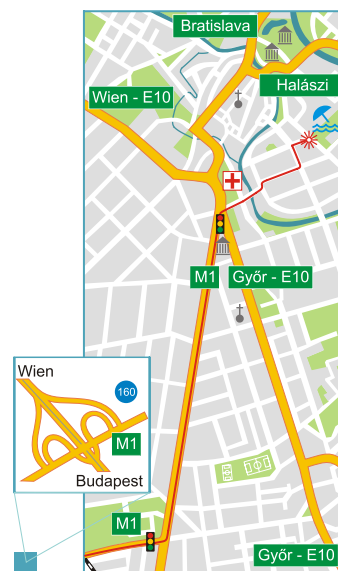 Bratislava
Halászi
Wien - E10
M1
Győr - E10
Wien
160
M1
Budapest
M1
Győr - E10